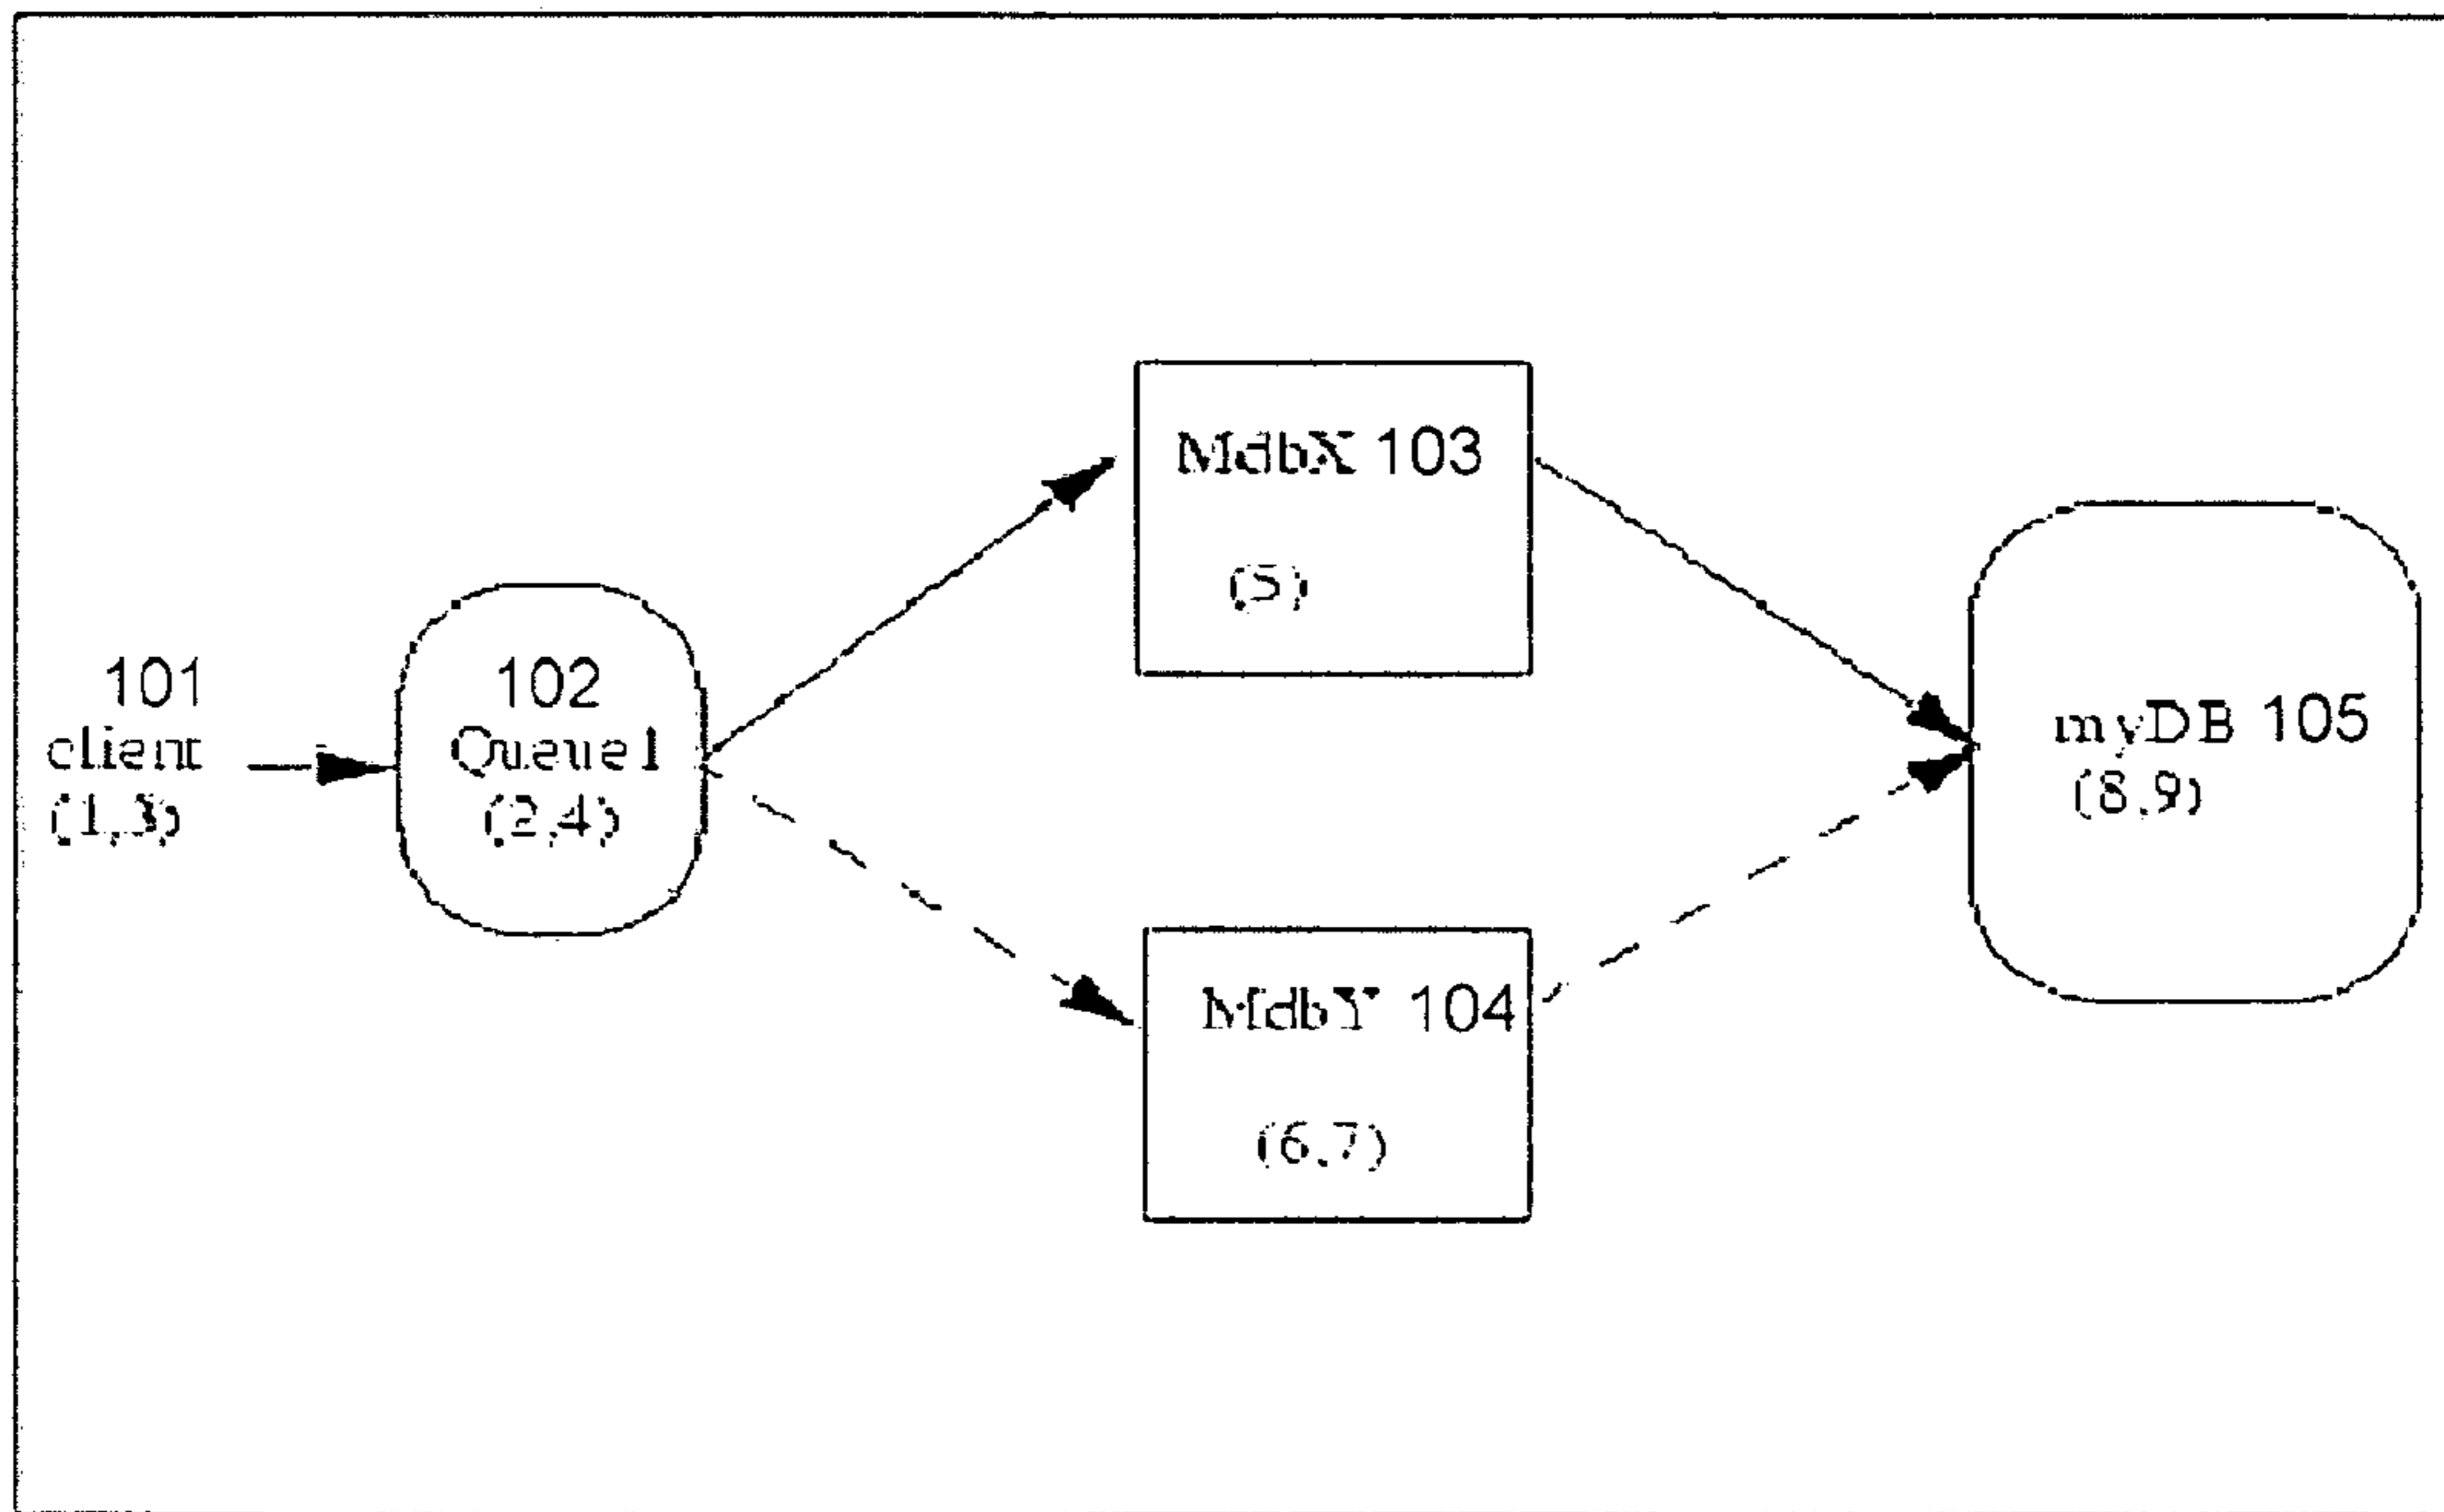 101
client
(1,3)
102
Queue1
(2,4)
MdbX 103
(5)
MdbY 104
(6,7)
myDB 105
(8,9)